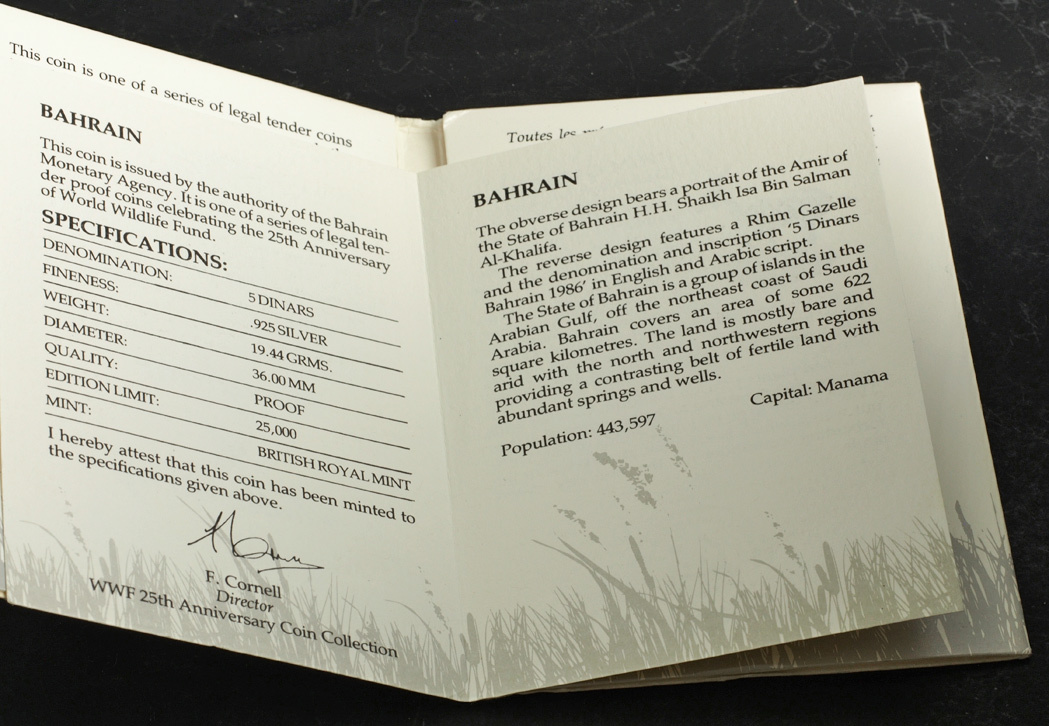 This coin is one of a series of legal tender coins
BAHRAIN
This coin is issued by the authority of the Bahrain
Monetary Agency. It is one of a series of legal ten-
der proof coins celebrating the 25th Anniversary
of World Wildlife Fund.
SPECIFICATIONS:
DENOMINATION: 5 DINARS
FINENESS: .925 SILVER
WEIGHT: 19.44 GRMS.
DIAMETER: 36.00 MM
QUALITY: PROOF
EDITION LIMIT: 25,000
MINT: BRITISH ROYAL MINT
I hereby attest that this coin has been minted to
the specifications given above.
F. Cornell
Director
WWF 25th Anniversary Coin Collection
Toutes les
BAHRAIN
The obverse design bears a portrait of the Amir of
the State of Bahrain H.H. Shaikh Isa Bin Salman
Al-Khalifa.
The reverse design features a Rhim Gazelle
and the denomination and inscription '5 Dinars
Bahrain 1986' in English and Arabic script.
The State of Bahrain is a group of islands in the
Arabian Gulf, off the northeast coast of Saudi
Arabia. Bahrain covers an area of some 622
square kilometres. The land is mostly bare and
arid with the north and northwestern regions
providing a contrasting belt of fertile land with
abundant springs and wells.
Population: 443,597 Capital: Manama